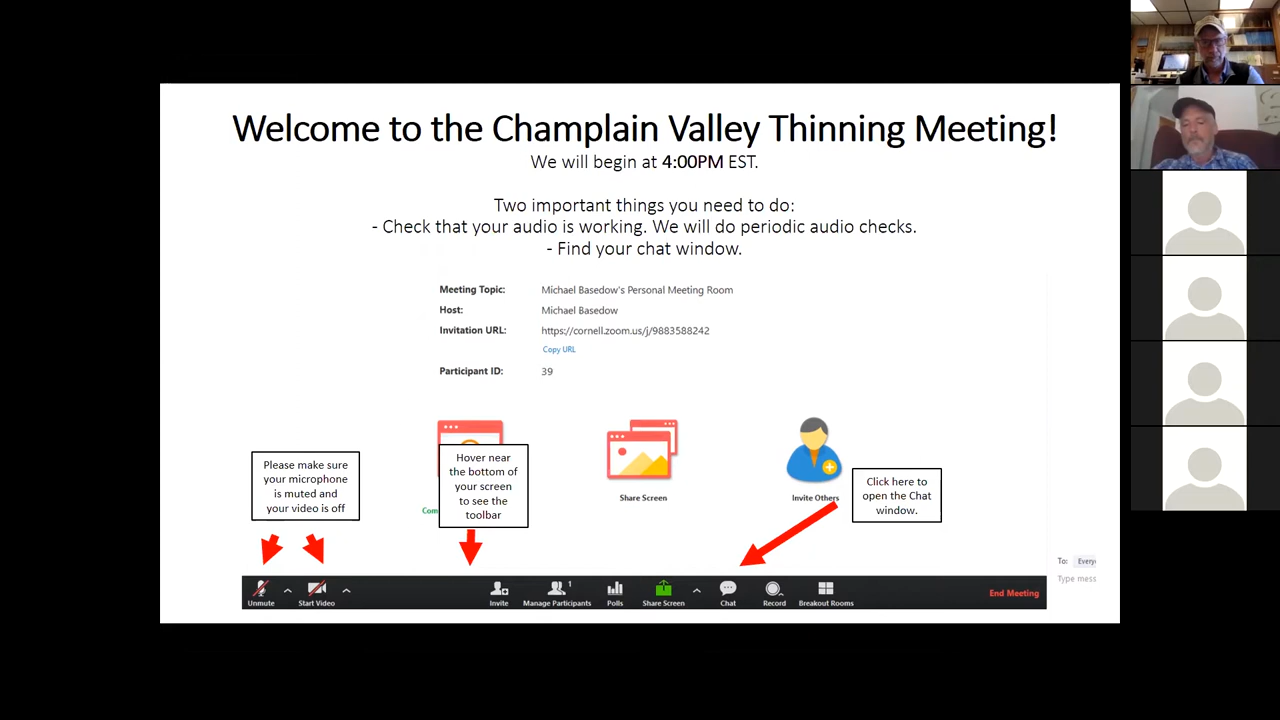 Welcome to the Champlain Valley Thinning Meeting!
We will begin at 4:00PM EST.
Two important things you need to do:
- Check that your audio is working. We will do periodic audio checks.
- Find your chat window.
Meeting Topic: Michael Basedow's Personal Meeting Room
Host: Michael Basedow
Invitation URL: https://cornell.zoom.us/j/9883588242
Copy URL
Participant ID: 39
Please make sure
your microphone
is muted and
your video is off
Hover near
the bottom of
your screen
to see the
toolbar
Share Screen
Invite Others
Click here to
open the Chat
window.
To:
Type mess
1
Unmute Start Video Invite Manage Participants Polls Share Screen Chat Record Breakout Rooms End Meeting